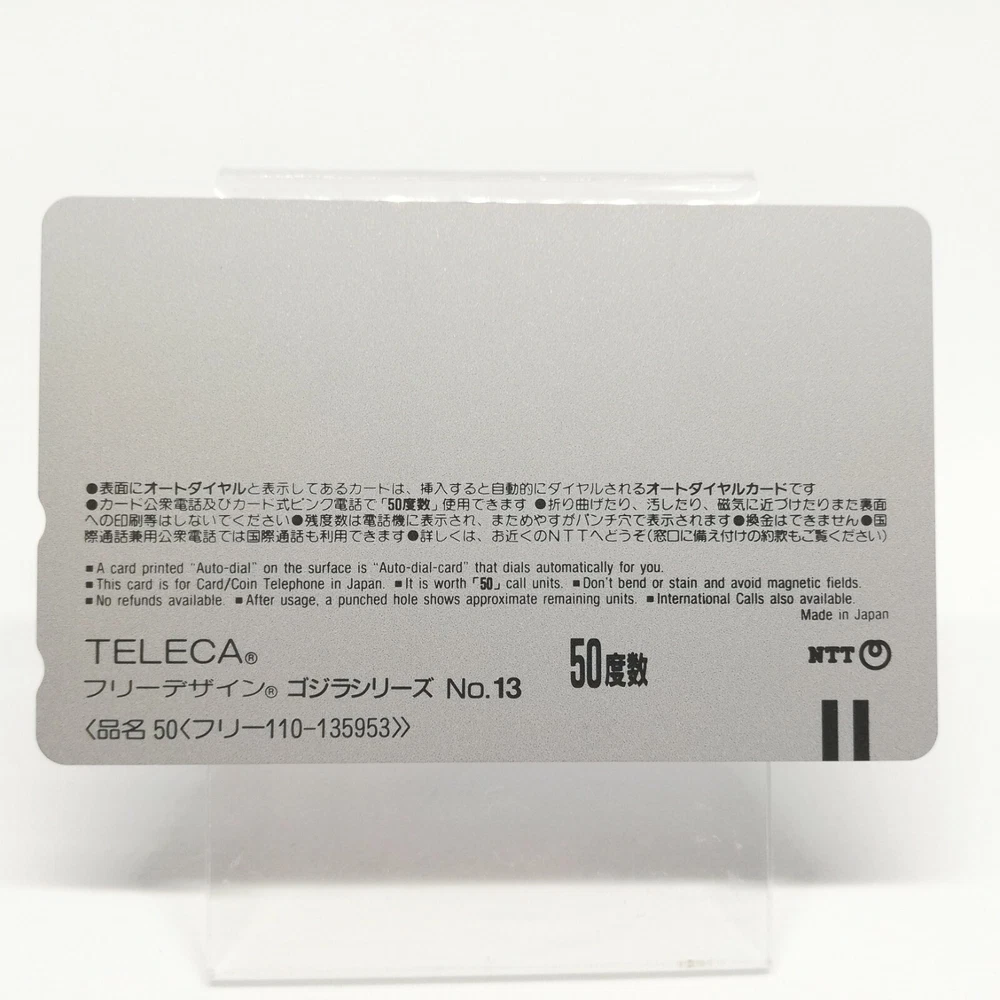 ●表面にオートダイヤルと表示してあるカートは、挿入すると自動的にダイヤルされるオートダイヤルカードです
●カード公衆電話及びカート式ピンク電話で「50度数」使用できます ●折り曲げたり、汚したり、磁気に近づけたりまた裏面
への印刷等はしないてください●残度数は電話機に表示され、まためやすがパンチ穴で表示されます●換金はできません●国
際通話兼用公衆電話では国際通話も利用できます●詳しくは、お近くのNTTへどうそ(窓口に備え付けの約款もご覧ください)
■A card printed “Auto-dial” on the surface is “Auto-dial-card” that dials automatically for you.
■This card is for Card/Coin Telephone in Japan. ■It is worth「50」call units. ■Don't bend or stain and avoid magnetic fields.
■No refunds available. ■After usage, a punched hole shows approximate remaining units. ■International Calls also available.
Made in Japan
TELECA®
50度数
NTT
フリーデザイン® ゴジラシリーズ No.13
〈品名 50〈フリー110-135953〉〉